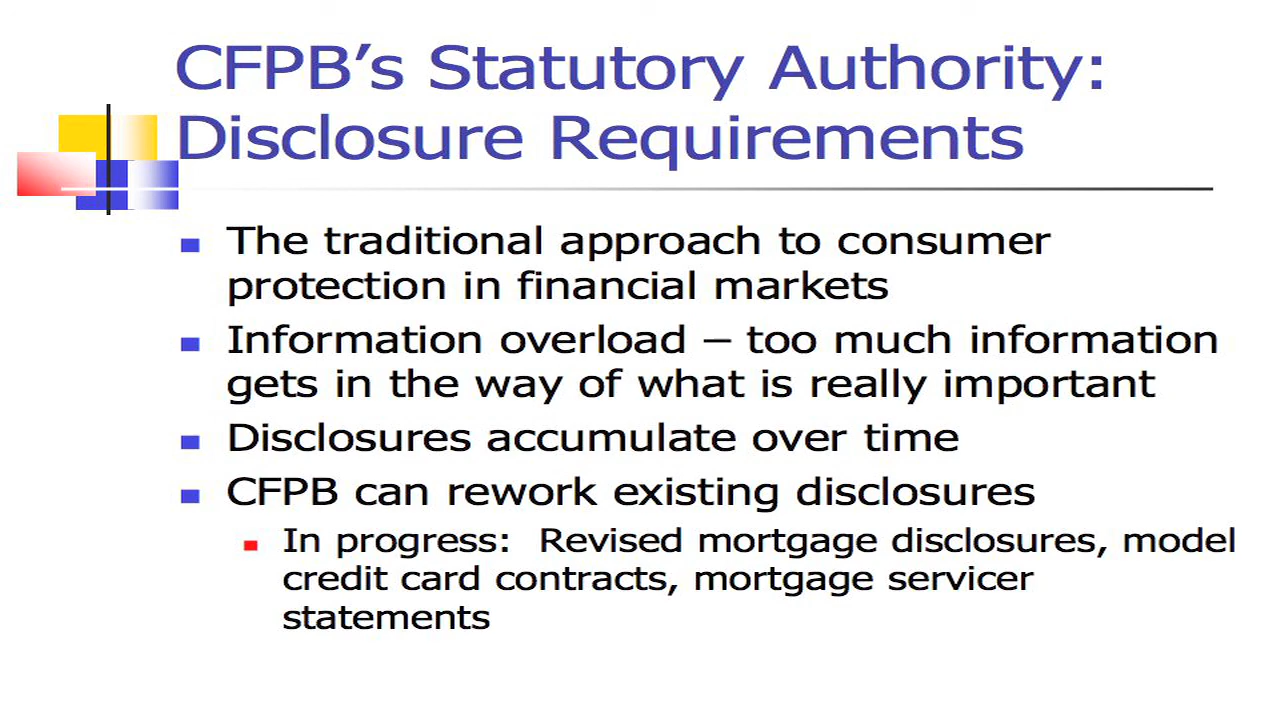 CFPB’s Statutory Authority:
Disclosure Requirements
The traditional approach to consumer
protection in financial markets
Information overload – too much information
gets in the way of what is really important
Disclosures accumulate over time
CFPB can rework existing disclosures
In progress:  Revised mortgage disclosures, model
credit card contracts, mortgage servicer
statements